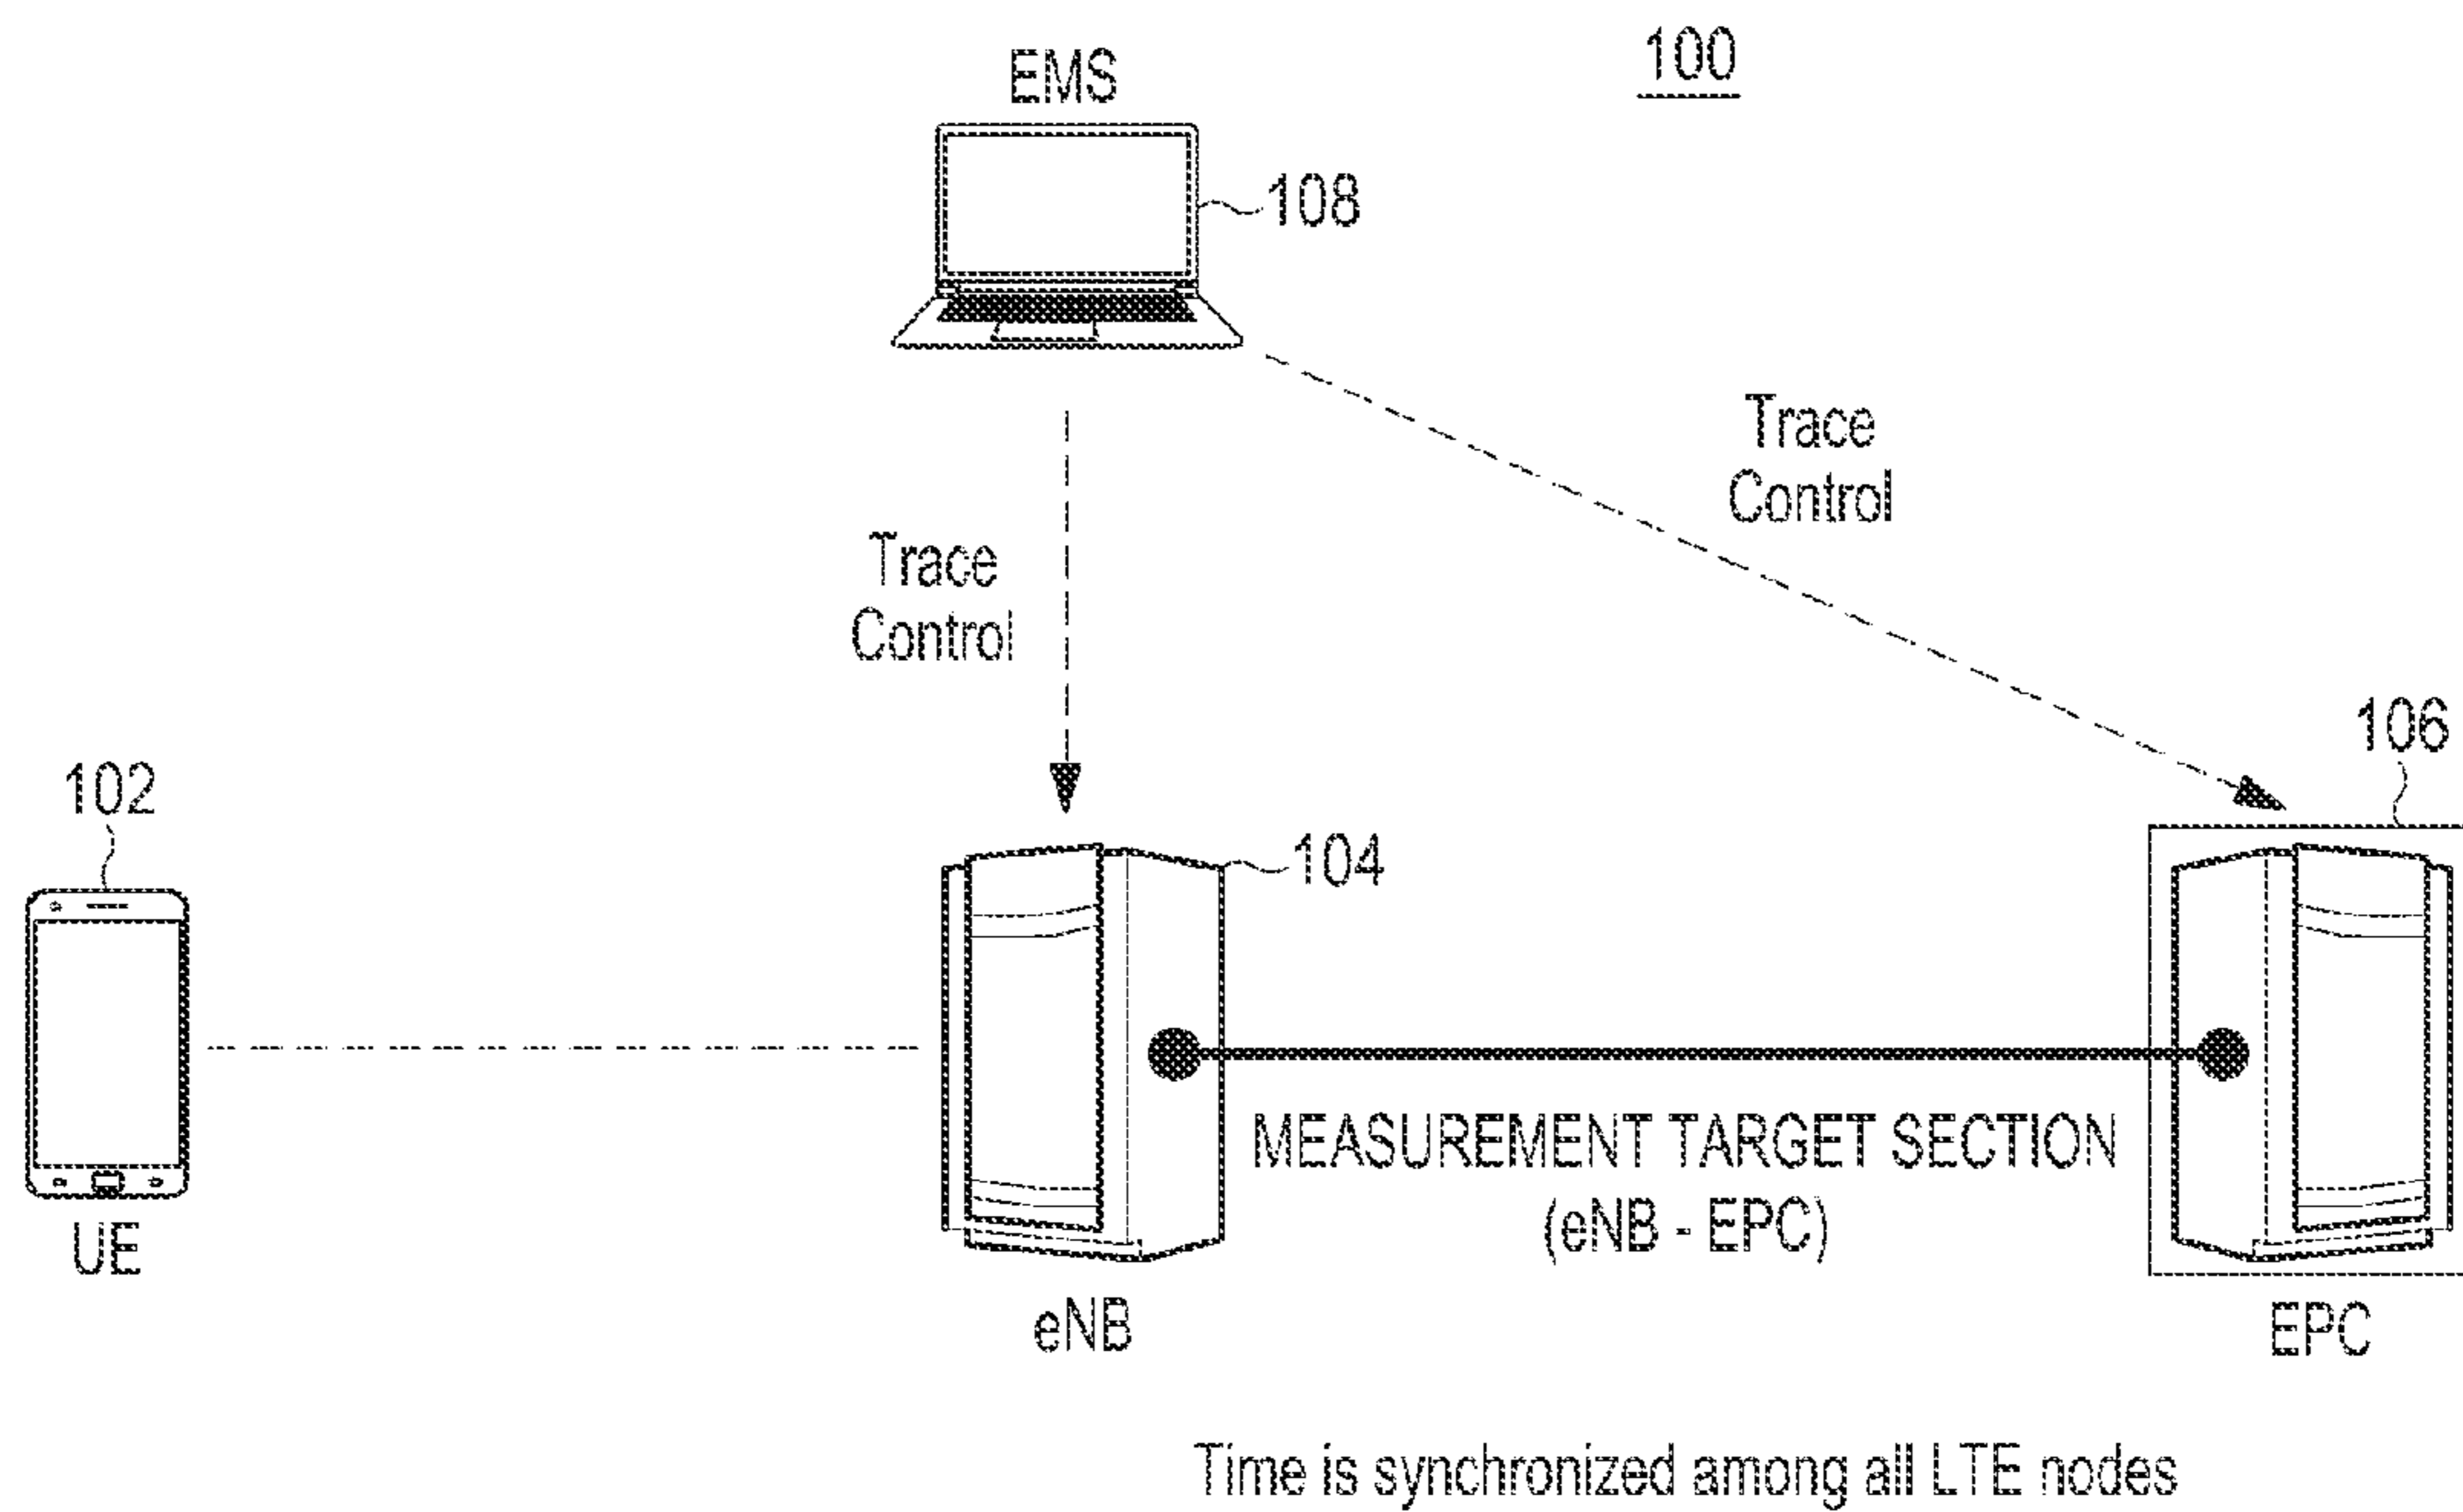 100
EMS
108
Trace
Control
Trace
Control
106
102
104
MEASUREMENT TARGET SECTION
(eNB - EPC)
UE
eNB
EPC
Time is synchronized among all LTE nodes